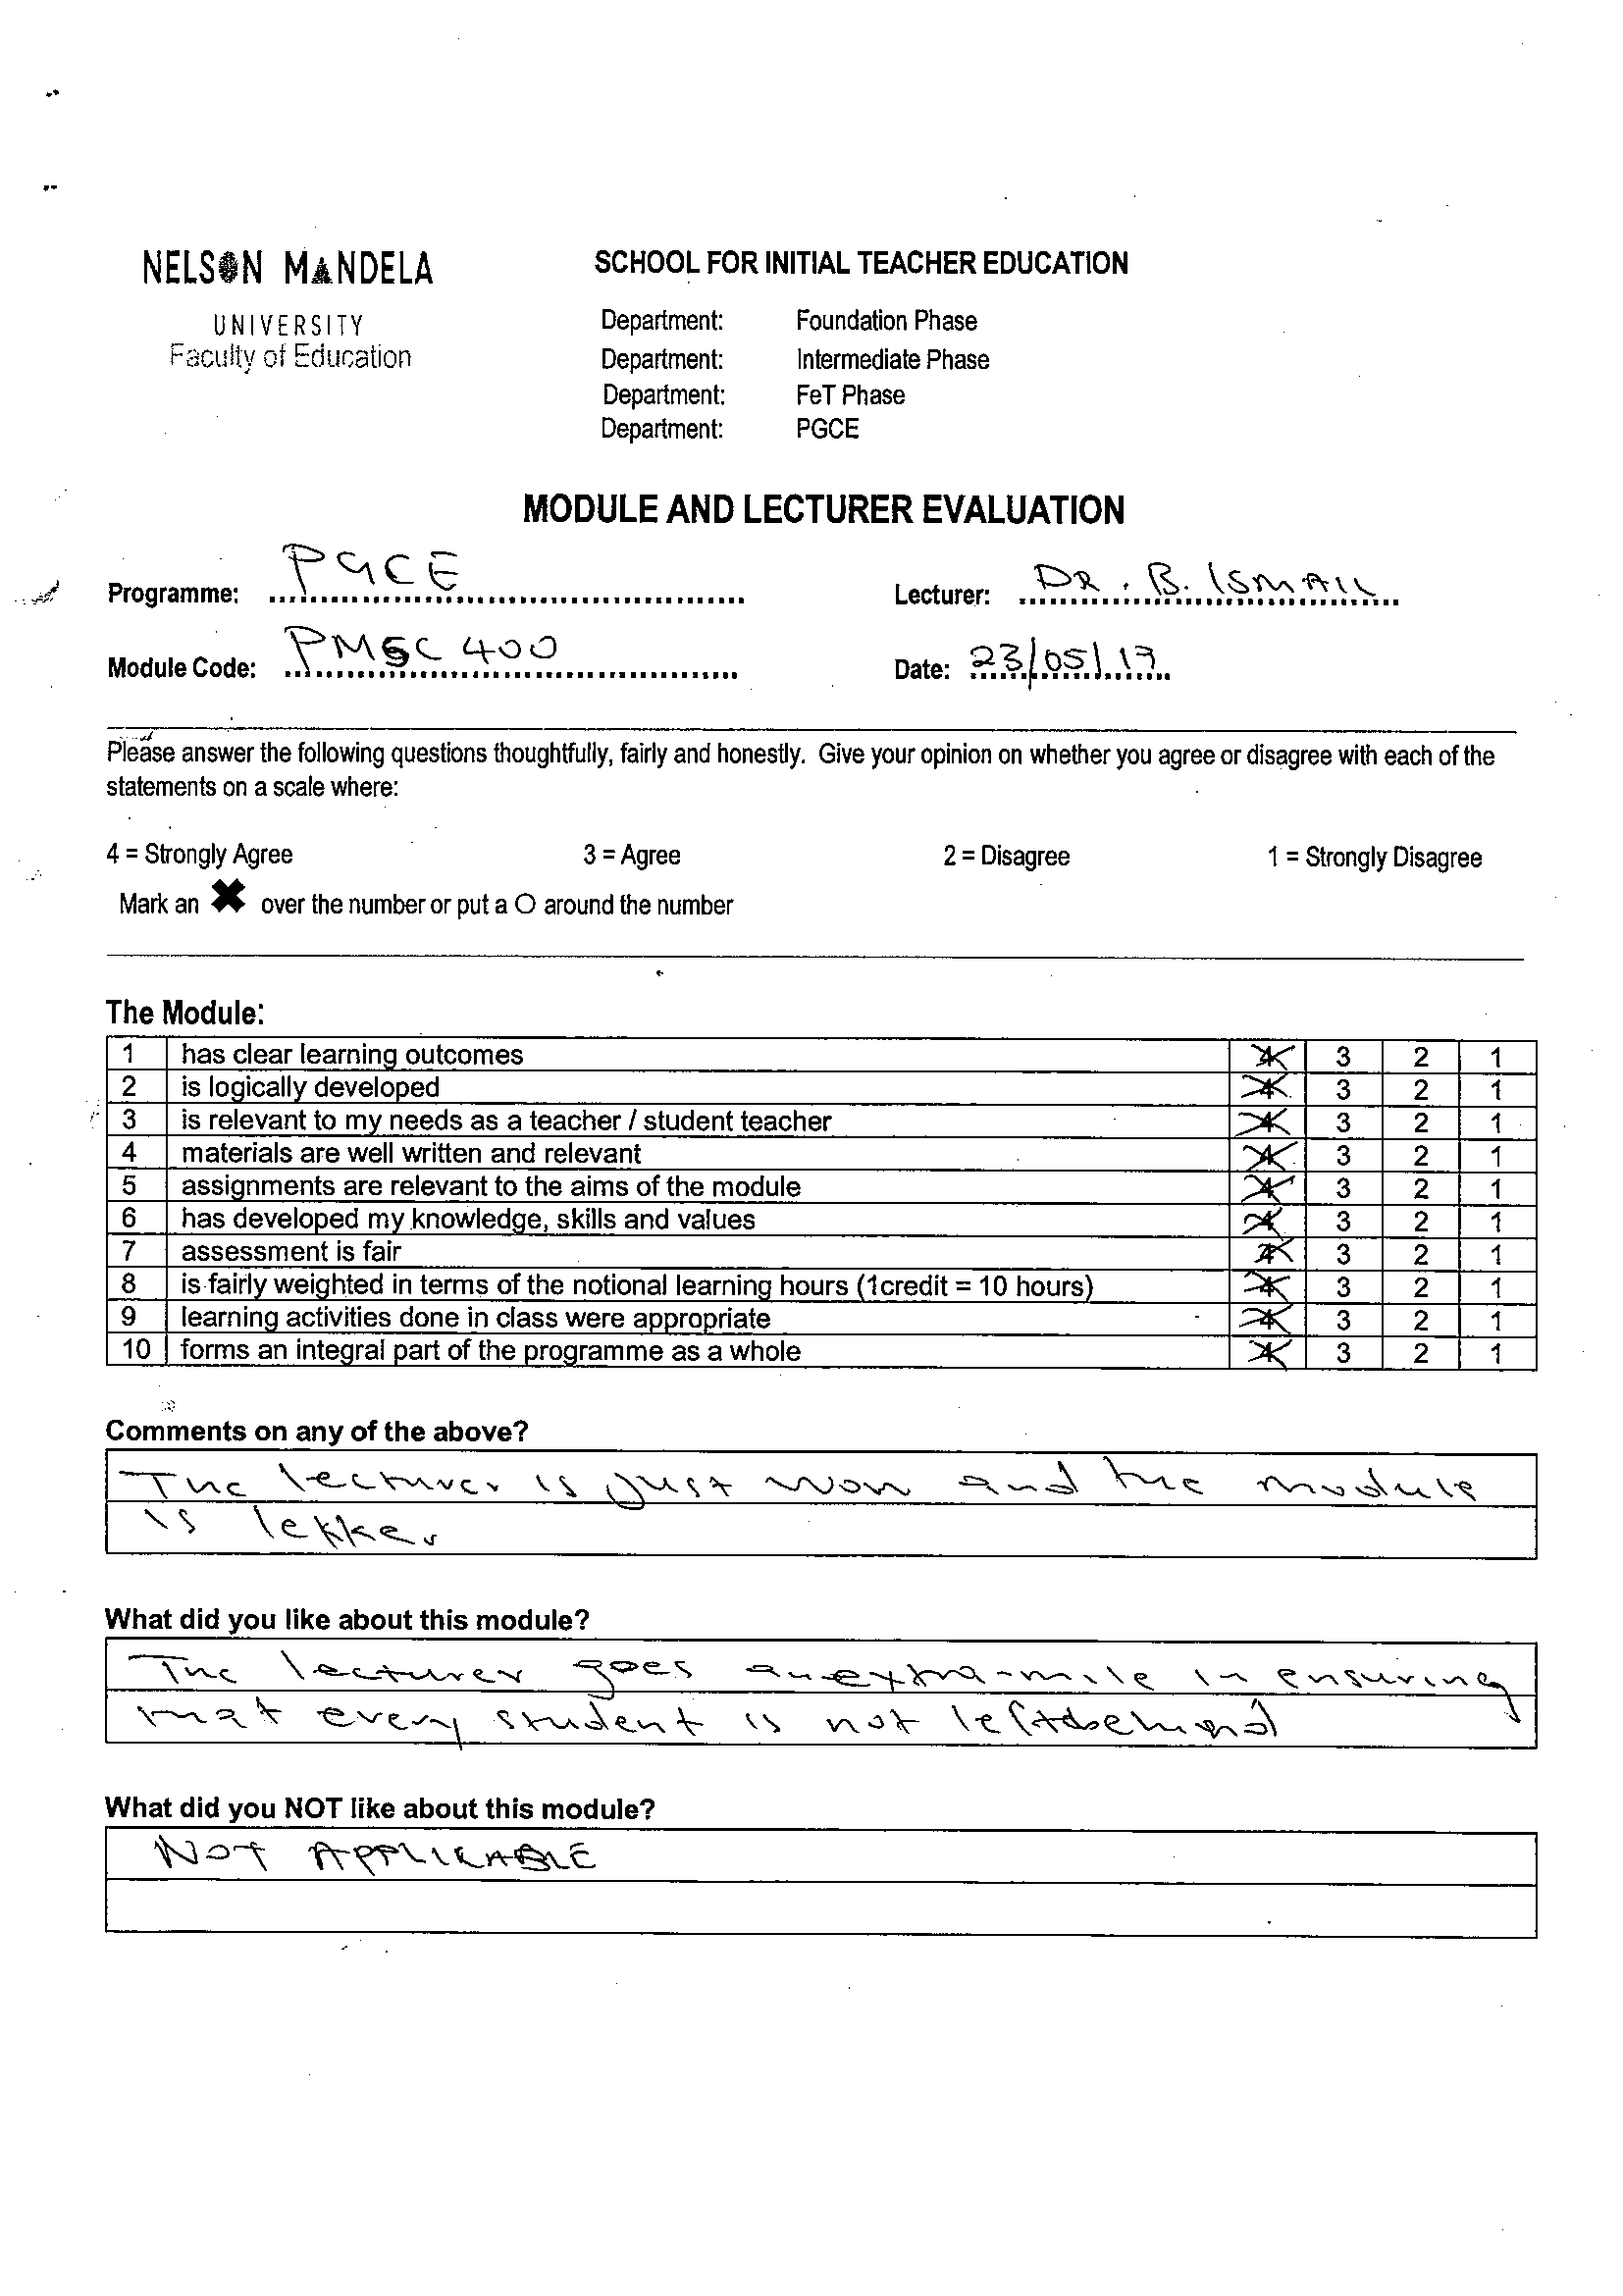 NELSON MANDELA
UNIVERSITY
Faculty of Education
SCHOOL FOR INITIAL TEACHER EDUCATION
Department: Foundation Phase
Department: Intermediate Phase
Department: FeT Phase
Department: PGCE
MODULE AND LECTURER EVALUATION
Programme: PGCE
Lecturer: DR. B. ISMAIL
Module Code: PMSC 400
Date: 23/05/19
Please answer the following questions thoughtfully, fairly and honestly. Give your opinion on whether you agree or disagree with each of the
statements on a scale where:
4 = Strongly Agree 3 = Agree 2 = Disagree 1 = Strongly Disagree
Mark an ✖ over the number or put a O around the number
The Module:
1 has clear learning outcomes 4 3 2 1
2 is logically developed 4 3 2 1
3 is relevant to my needs as a teacher / student teacher 4 3 2 1
4 materials are well written and relevant 4 3 2 1
5 assignments are relevant to the aims of the module 4 3 2 1
6 has developed my knowledge, skills and values 4 3 2 1
7 assessment is fair 4 3 2 1
8 is fairly weighted in terms of the notional learning hours (1credit = 10 hours) 4 3 2 1
9 learning activities done in class were appropriate 4 3 2 1
10 forms an integral part of the programme as a whole 4 3 2 1
Comments on any of the above?
The lecturer is just wow and the module
is lekker
What did you like about this module?
The lecturer goes an extra-mile in ensuring
that every student is not left behind
What did you NOT like about this module?
NOT APPLICABLE